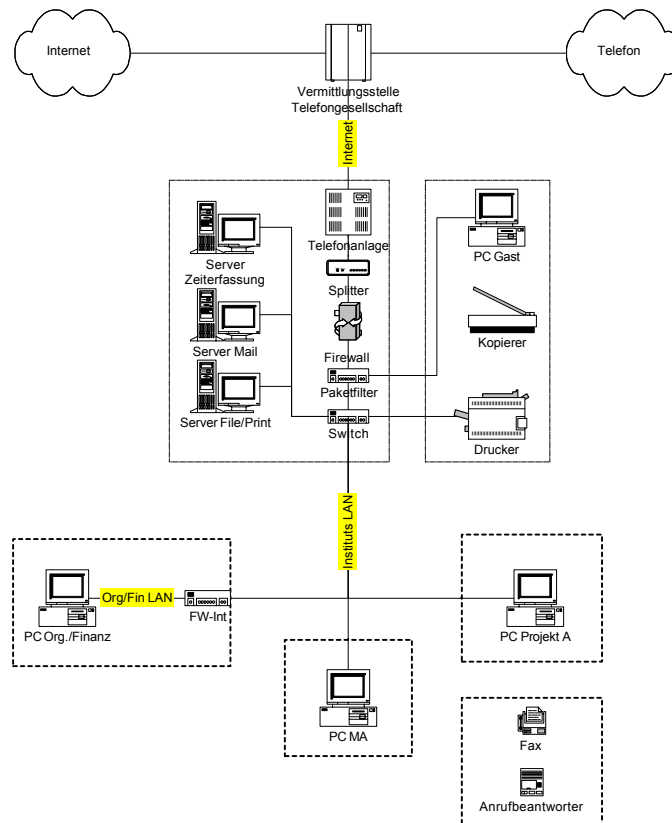 Internet
Telefon
Vermittlungsstelle
Telefongesellschaft
Internet
Telefonanlage
PC Gast
Server
Zeiterfassung
Splitter
Kopierer
Server Mail
Firewall
Paketfilter
Server File/Print
Switch
Drucker
Instituts LAN
Org/Fin LAN
PC Org./Finanz
FW-Int
PC Projekt A
PC MA
Fax
Anrufbeantworter